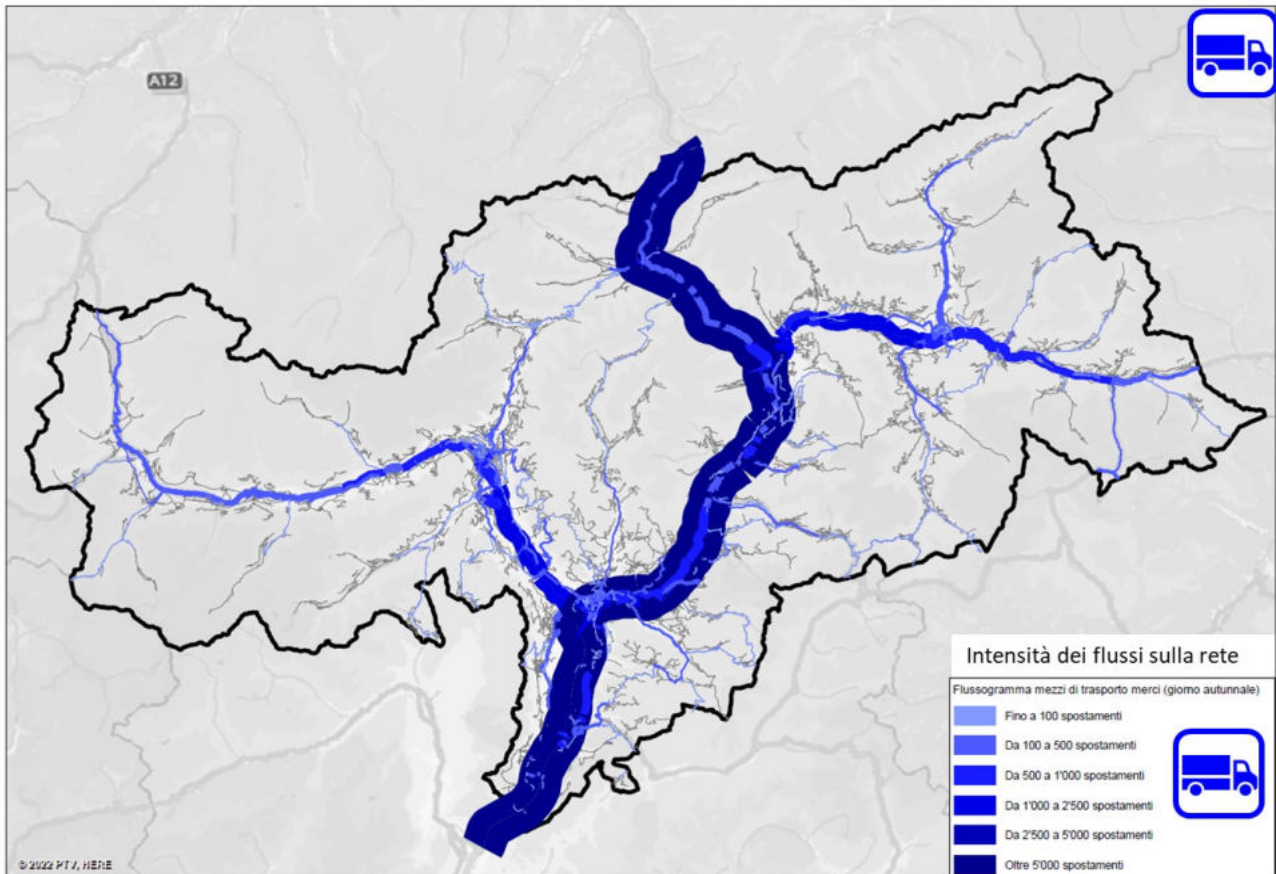 A12
Intensità dei flussi sulla rete
Flussogramma mezzi di trasporto merci (giorno autunnale)
Fino a 100 spostamenti
Da 100 a 500 spostamenti
Da 500 a 1'000 spostamenti
Da 1'000 a 2'500 spostamenti
Da 2'500 a 5'000 spostamenti
Oltre 5'000 spostamenti
© 2022 PTV, HERE